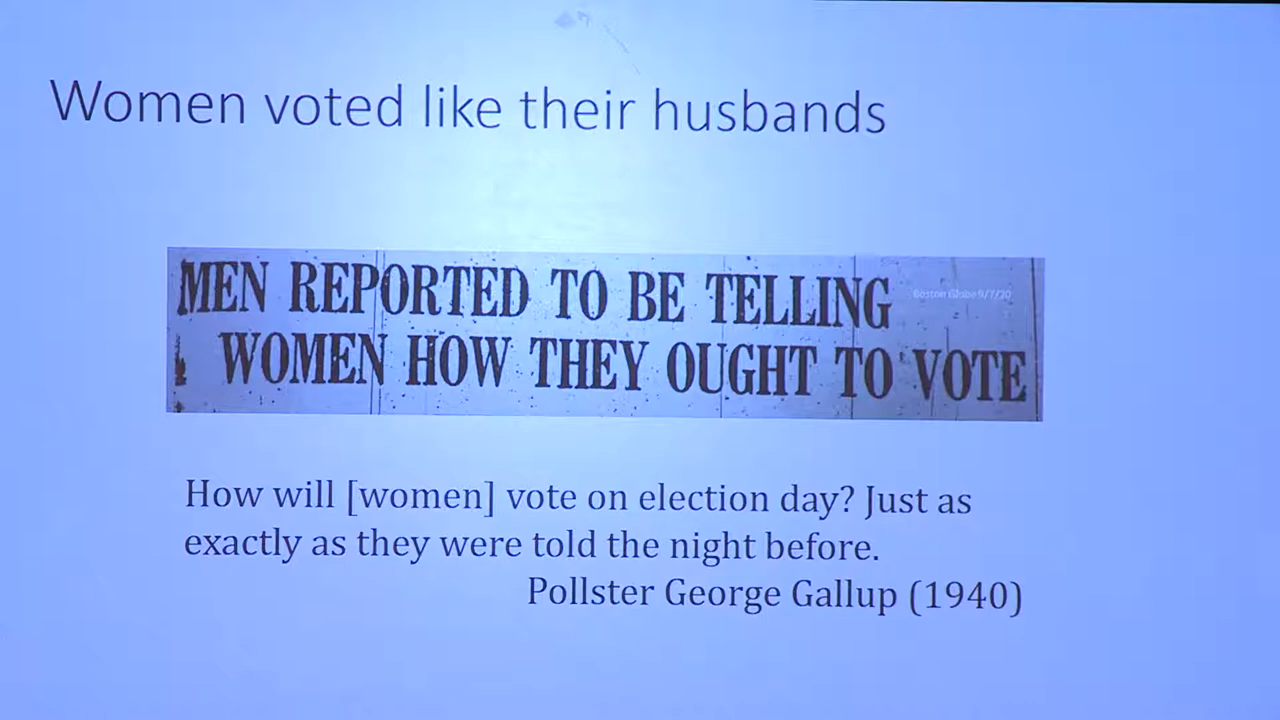 Women voted like their husbands
MEN REPORTED TO BE TELLING
Boston Globe 9/7/20
WOMEN HOW THEY OUGHT TO VOTE
How will [women] vote on election day? Just as
exactly as they were told the night before.
Pollster George Gallup (1940)